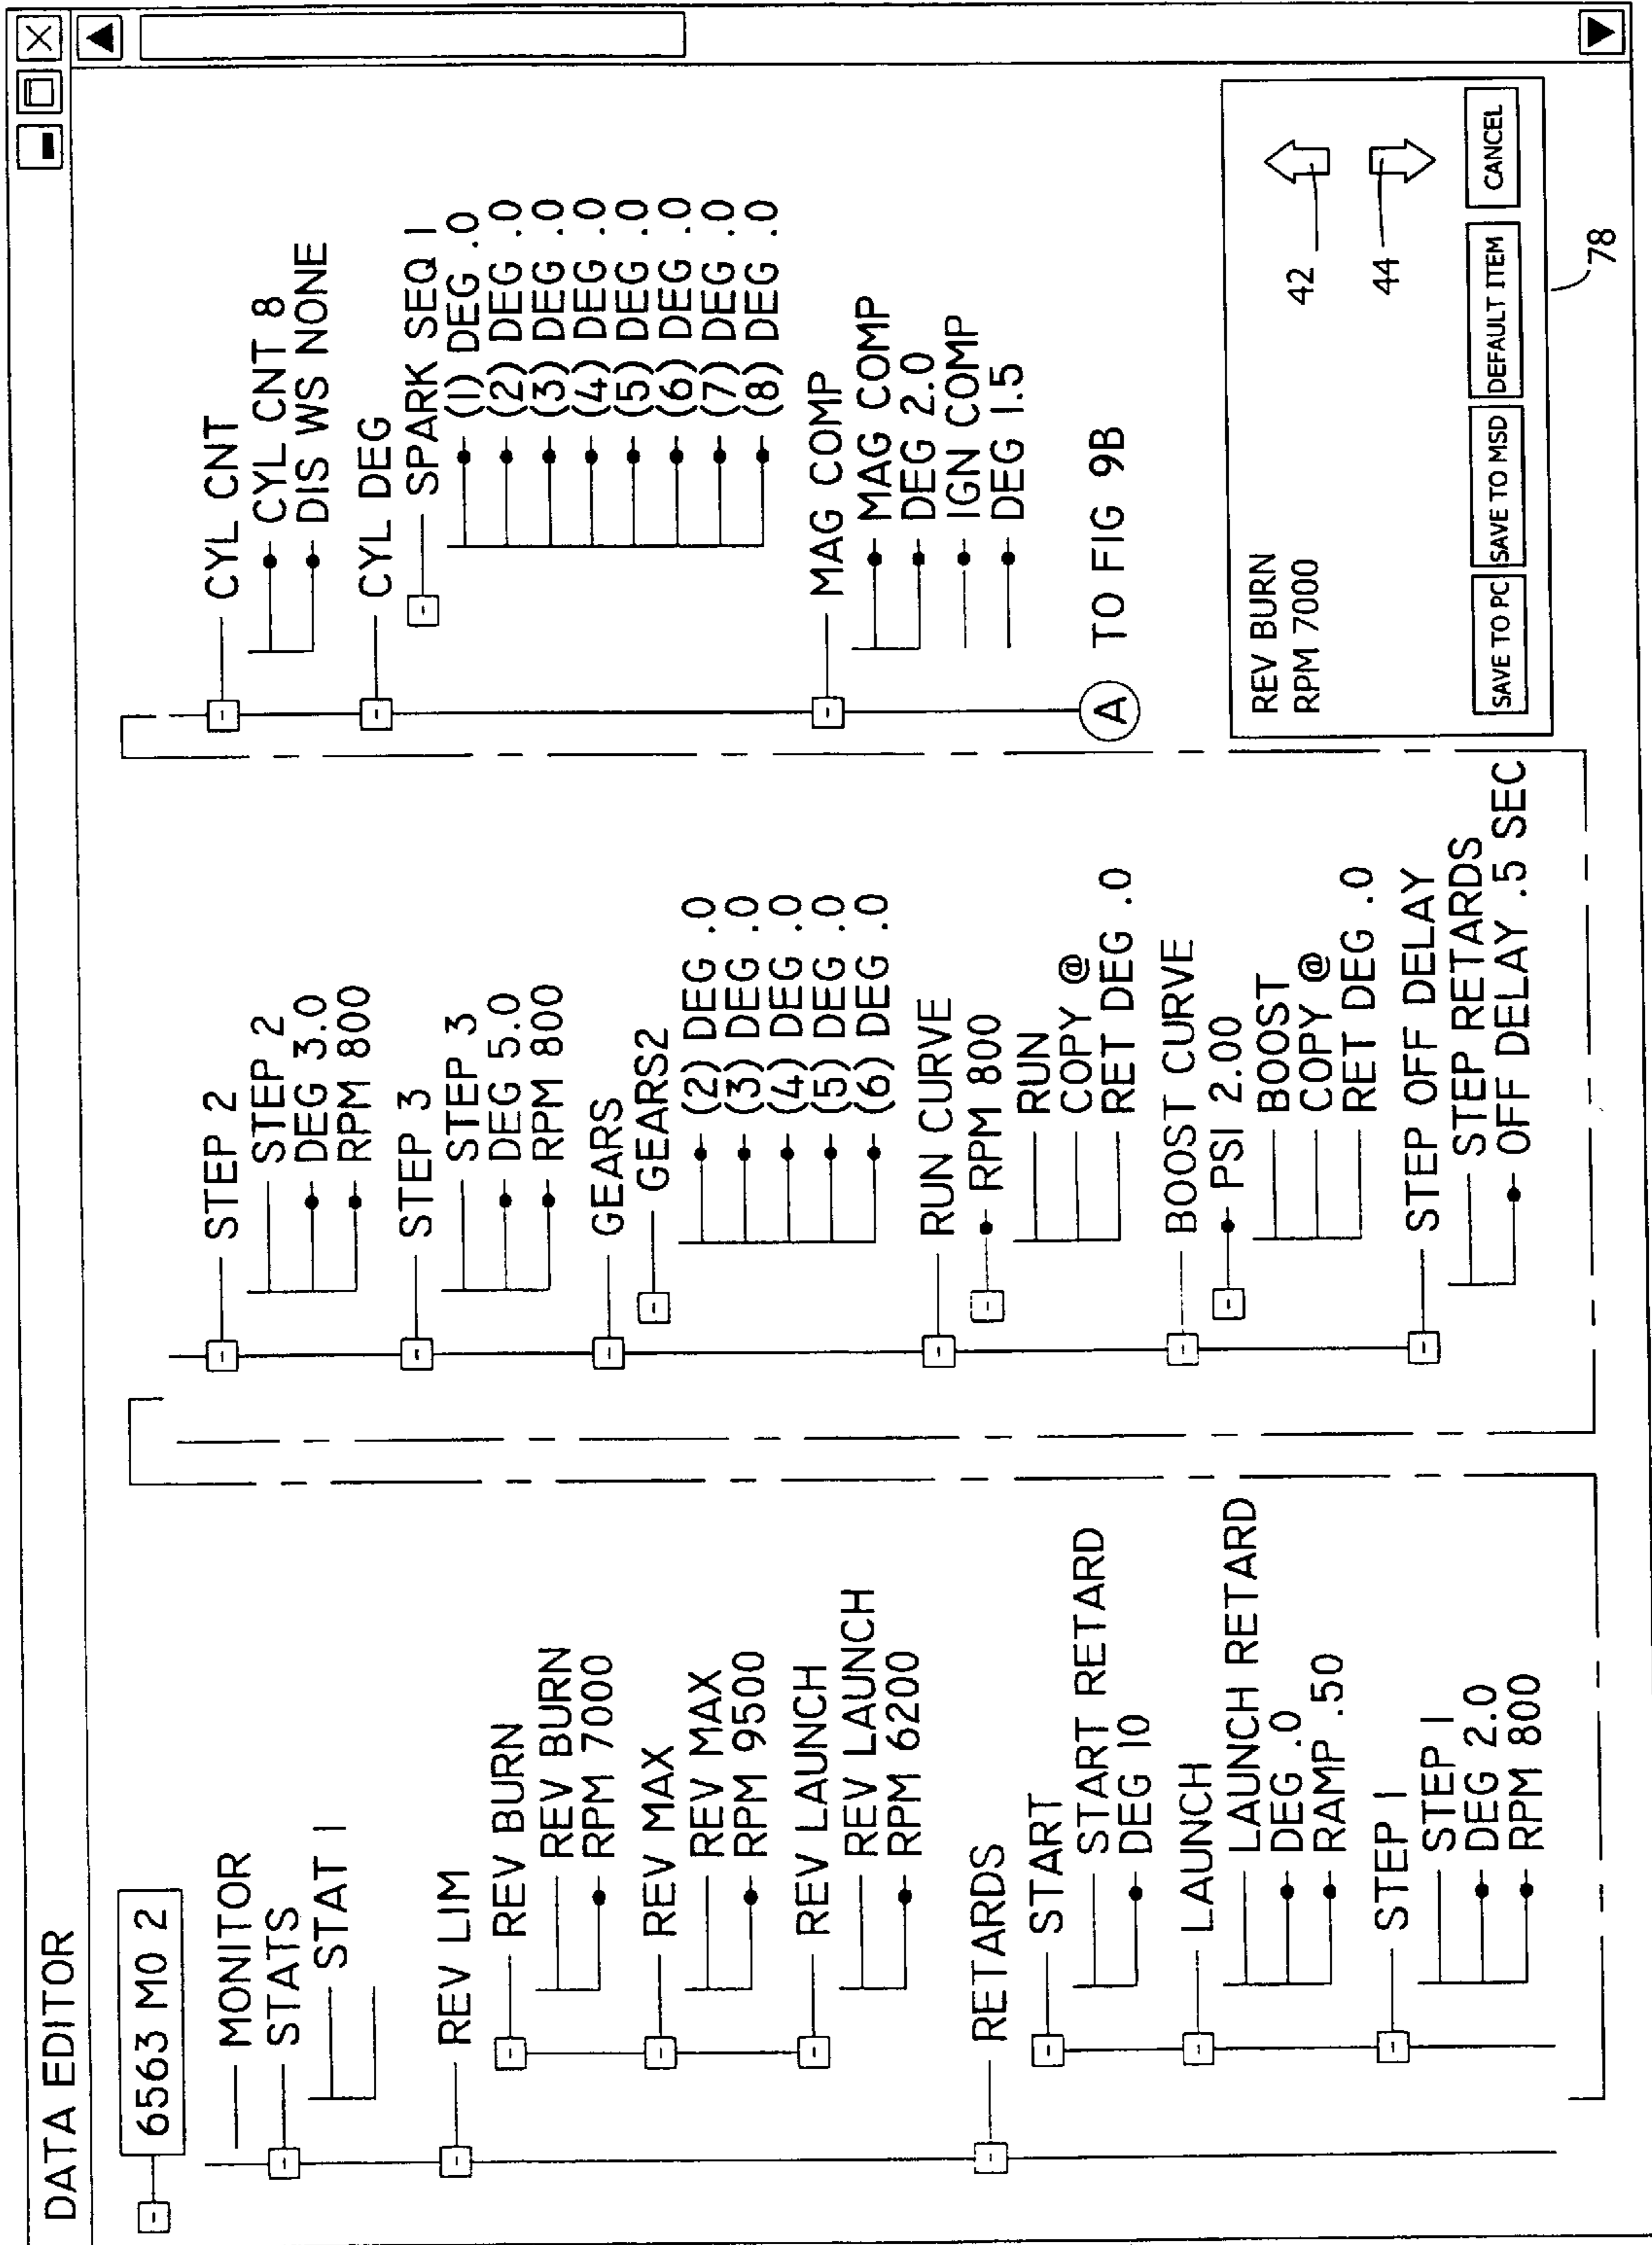 DATA EDITOR
6563 M0 2
MONITOR
STATS
STAT 1
REV LIM
REV BURN
REV BURN
RPM 7000
REV MAX
REV MAX
RPM 9500
REV LAUNCH
REV LAUNCH
RPM 6200
RETARDS
START
START RETARD
DEG 10
LAUNCH
LAUNCH RETARD
DEG .0
RAMP .50
STEP 1
STEP 1
DEG 2.0
RPM 800
STEP 2
STEP 2
DEG 3.0
RPM 800
STEP 3
STEP 3
DEG 5.0
RPM 800
GEARS
GEARS2
(2) DEG .0
(3) DEG .0
(4) DEG .0
(5) DEG .0
(6) DEG .0
RUN CURVE
RPM 800
RUN
COPY @
RET DEG .0
BOOST CURVE
PSI 2.00
BOOST
COPY @
RET DEG .0
STEP OFF DELAY
STEP RETARDS
OFF DELAY .5 SEC
CYL CNT
CYL CNT 8
DIS WS NONE
CYL DEG
SPARK SEQ 1
(1) DEG .0
(2) DEG .0
(3) DEG .0
(4) DEG .0
(5) DEG .0
(6) DEG .0
(7) DEG .0
(8) DEG .0
MAG COMP
MAG COMP
DEG 2.0
IGN COMP
DEG 1.5
A TO FIG 9B
REV BURN
RPM 7000
42
44
SAVE TO PC SAVE TO MSD DEFAULT ITEM CANCEL
78